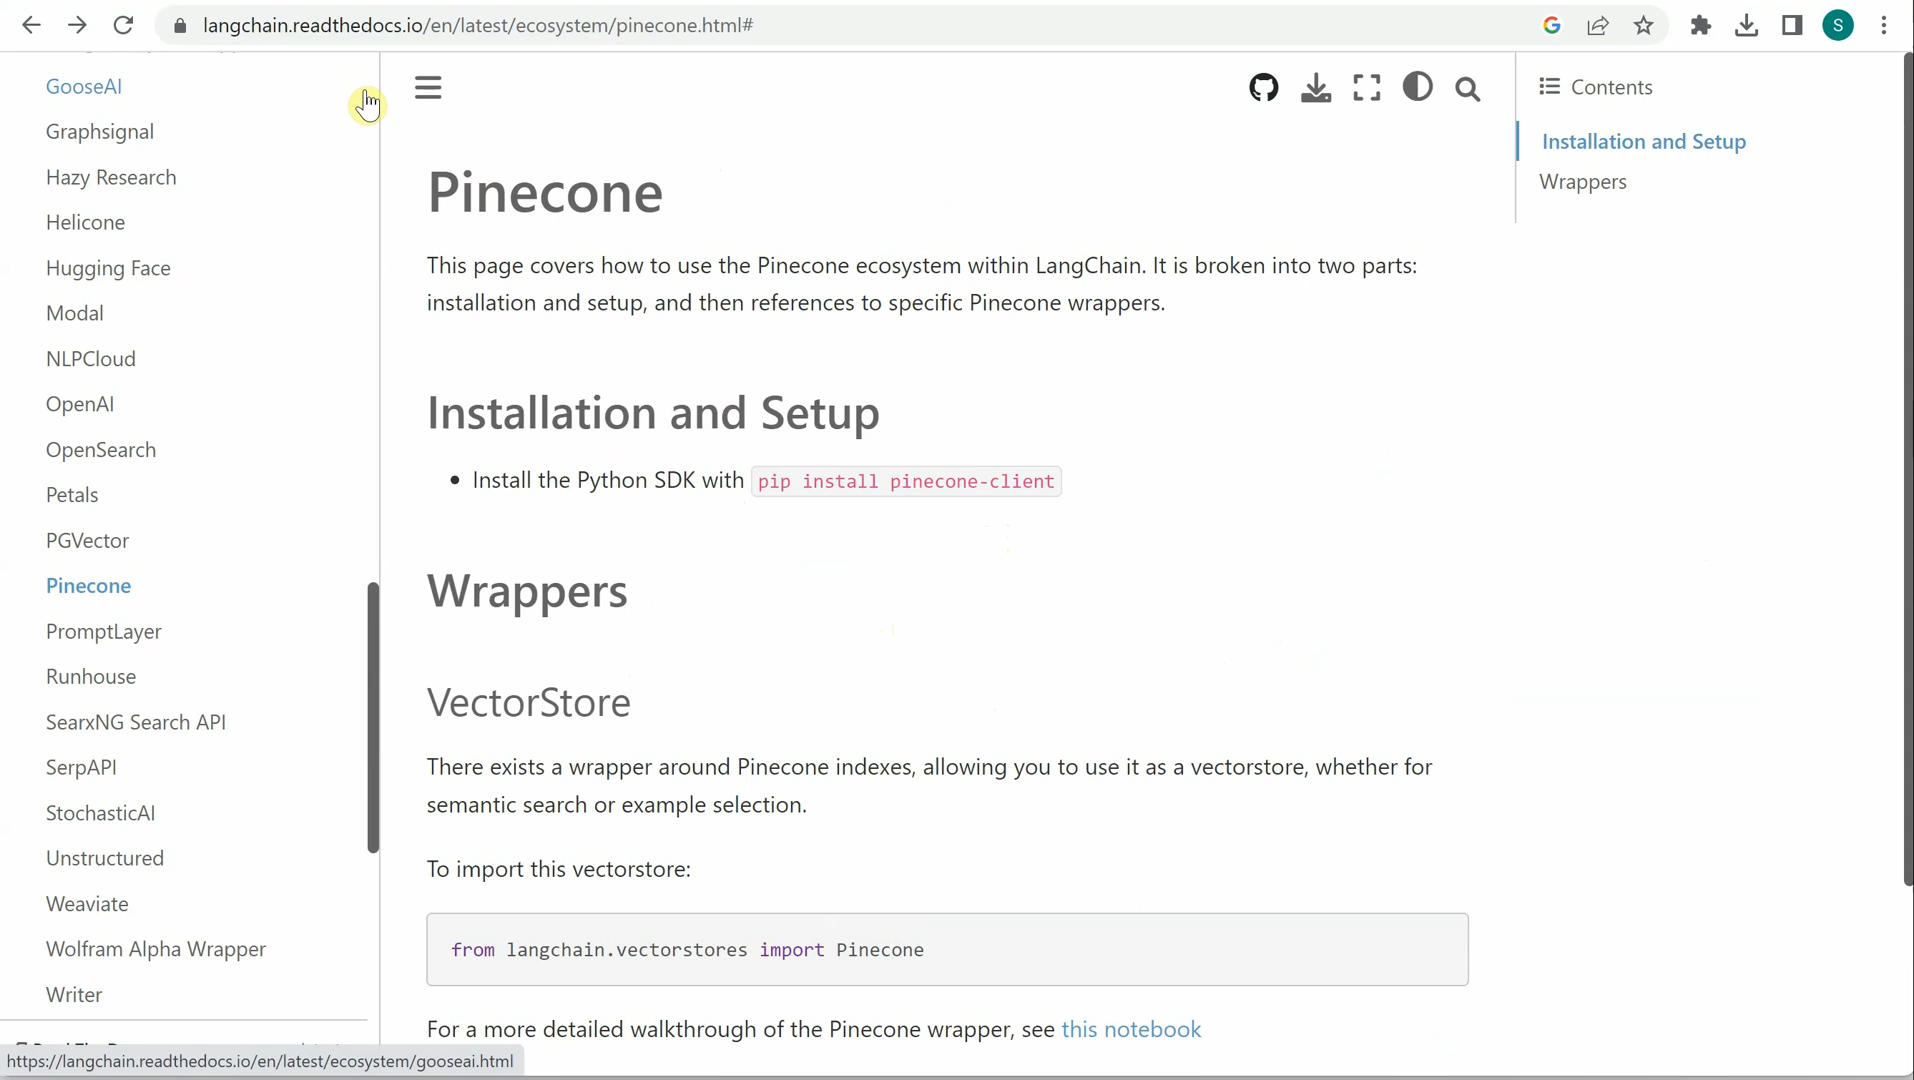 langchain.readthedocs.io/en/latest/ecosystem/pinecone.html#
S
GooseAI
Graphsignal
Hazy Research
Helicone
Hugging Face
Modal
NLPCloud
OpenAI
OpenSearch
Petals
PGVector
Pinecone
PromptLayer
Runhouse
SearxNG Search API
SerpAPI
StochasticAI
Unstructured
Weaviate
Wolfram Alpha Wrapper
Writer
https://langchain.readthedocs.io/en/latest/ecosystem/gooseai.html
Pinecone
This page covers how to use the Pinecone ecosystem within LangChain. It is broken into two parts:
installation and setup, and then references to specific Pinecone wrappers.
Installation and Setup
• Install the Python SDK with pip install pinecone-client
Wrappers
VectorStore
There exists a wrapper around Pinecone indexes, allowing you to use it as a vectorstore, whether for
semantic search or example selection.
To import this vectorstore:
from langchain.vectorstores import Pinecone
For a more detailed walkthrough of the Pinecone wrapper, see this notebook
Contents
Installation and Setup
Wrappers